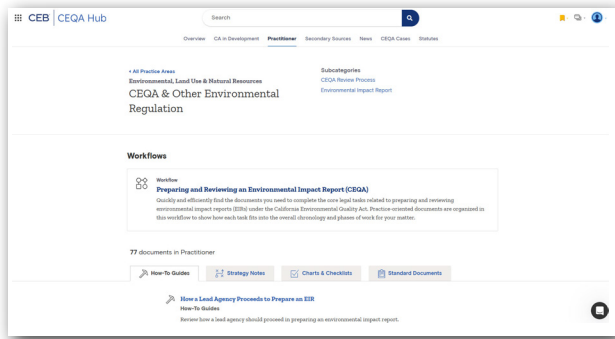 CEB CEQA Hub
Search
Overview CA in Development Practitioner Secondary Sources News CEQA Cases Statutes
All Practice Areas
Environmental, Land Use & Natural Resources
CEQA & Other Environmental
Regulation
Subcategories
CEQA Review Process
Environmental Impact Report
Workflows
Workflow
Preparing and Reviewing an Environmental Impact Report (CEQA)
Quickly and efficiently find the documents you need to complete the core legal tasks related to preparing and reviewing
environmental impact reports (EIRs) under the California Environmental Quality Act. Practice-oriented documents are organized in
this workflow to show how each task fits into the overall chronology and phases of work for your matter.
77 documents in Practitioner
How-To Guides Strategy Notes Charts & Checklists Standard Documents
How a Lead Agency Proceeds to Prepare an EIR
How-To Guides
Review how a lead agency should proceed in preparing an environmental impact report.